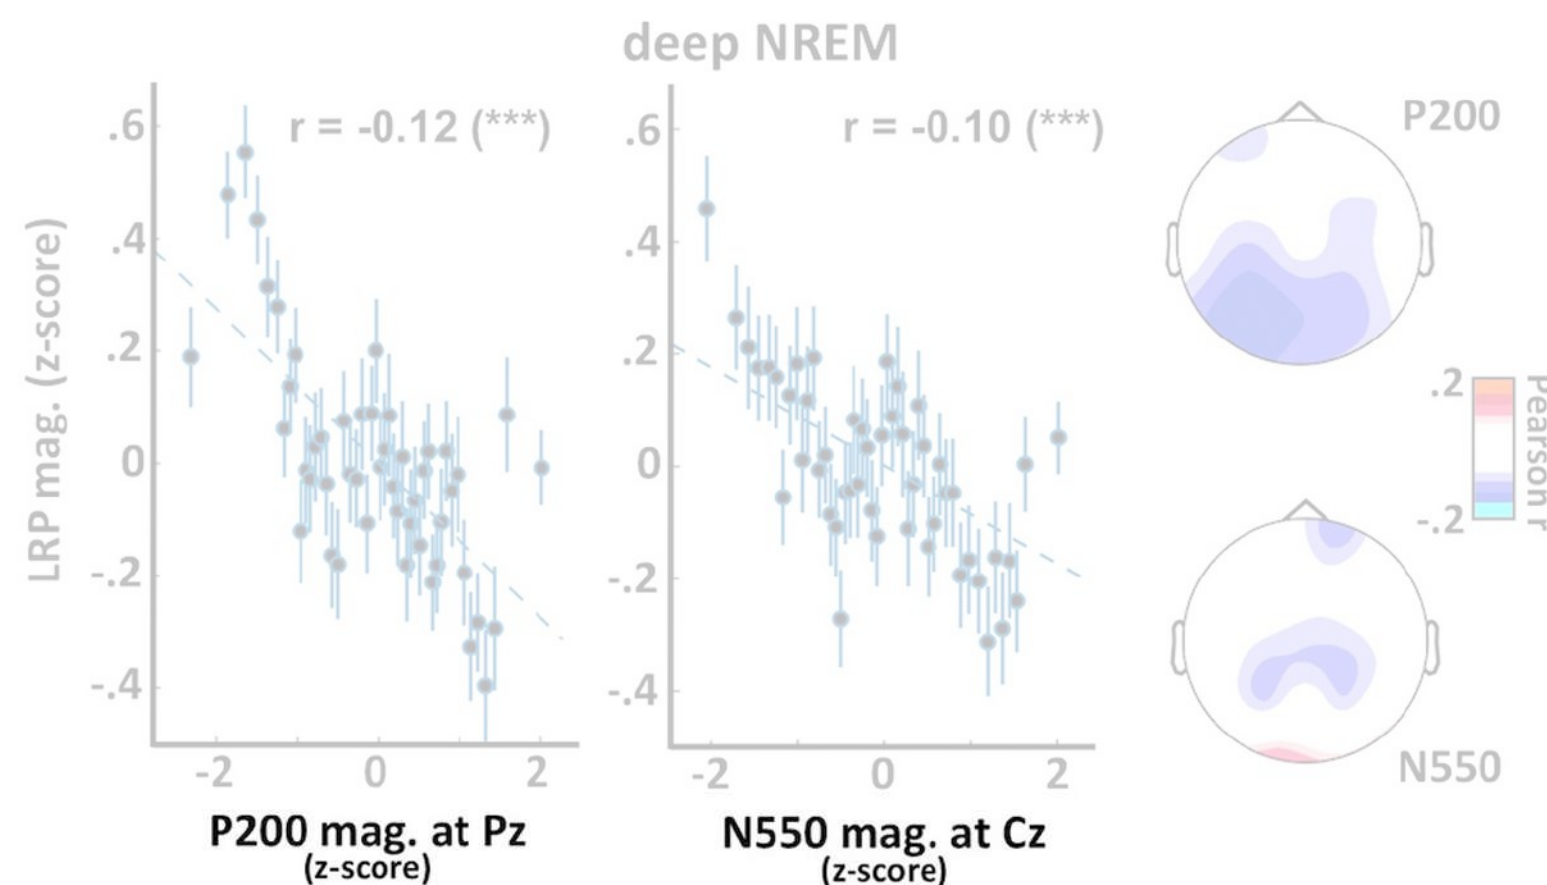 deep NREM
LRP mag. (z-score)
.6
.4
.2
0
-.2
-.4
r = -0.12 (***)
-2
0
2
P200 mag. at Pz
(z-score)
.6
.4
.2
0
-.2
-.4
r = -0.10 (***)
-2
0
2
N550 mag. at Cz
(z-score)
P200
.2
-.2
Pearson r
N550